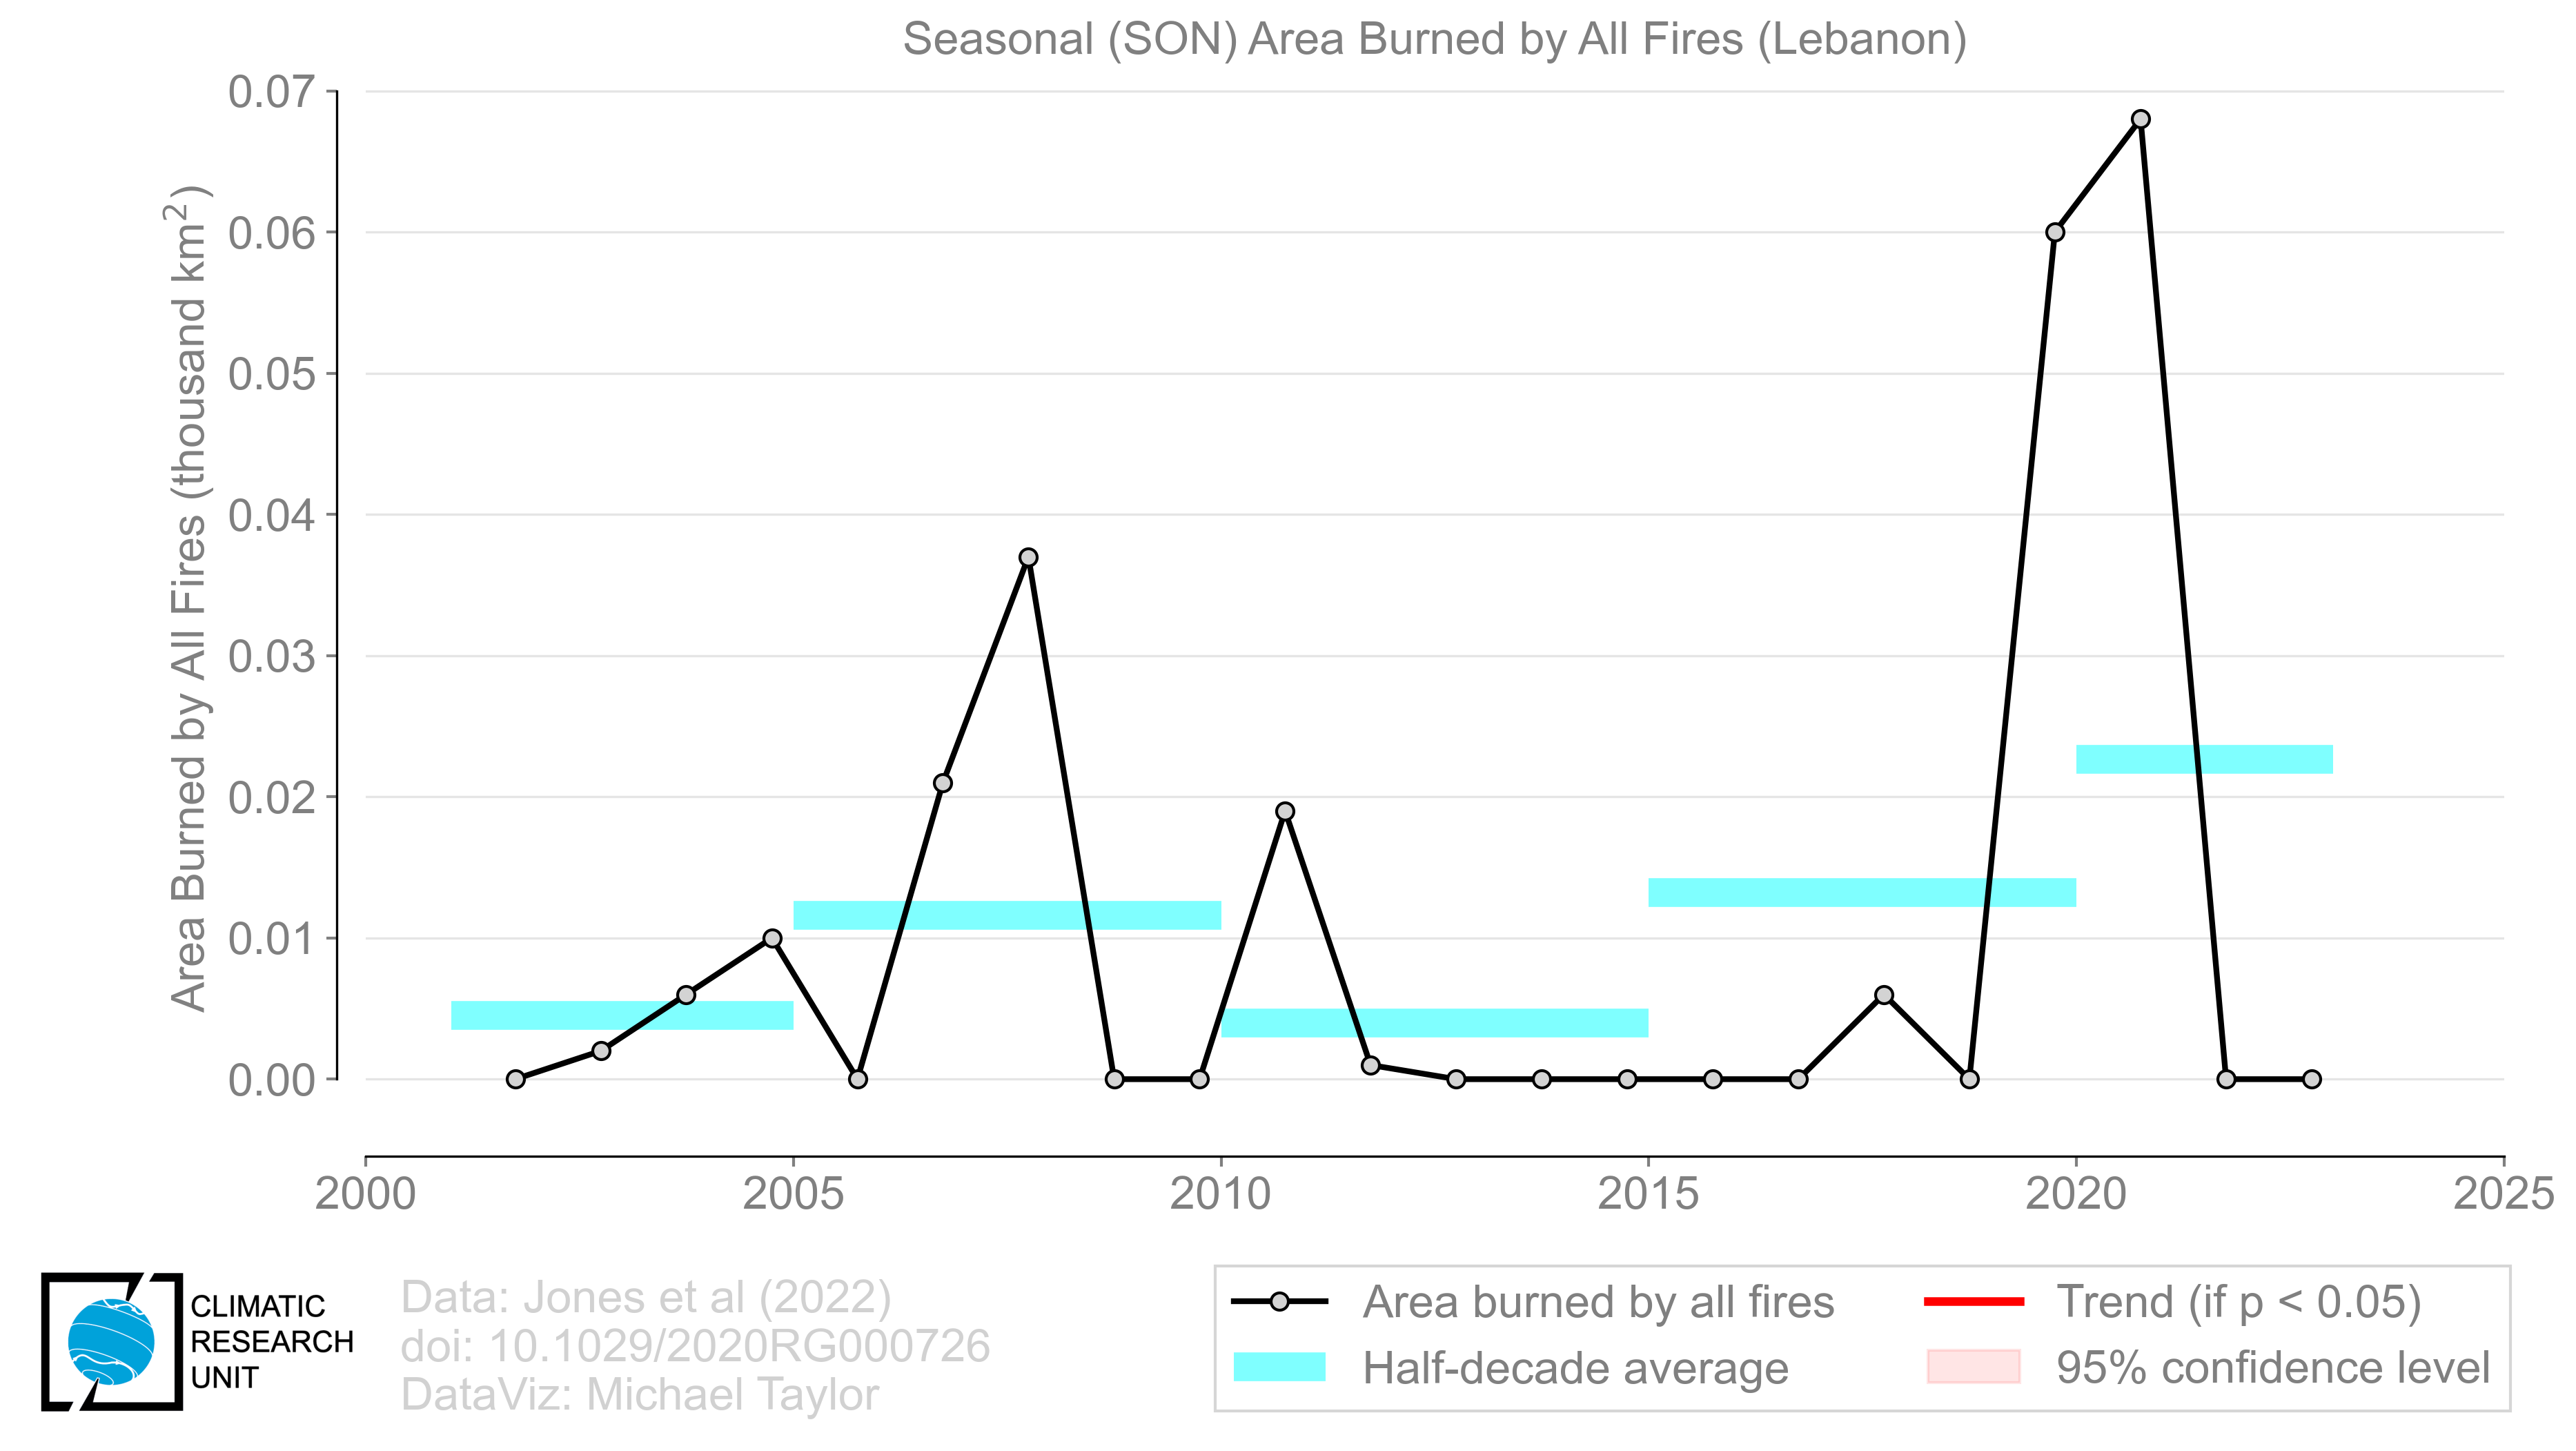 Seasonal (SON) Area Burned by All Fires (Lebanon)
Area Burned by All Fires (thousand km²)
0.07
0.06
0.05
0.04
0.03
0.02
0.01
0.00
2000 2005 2010 2015 2020 2025
CLIMATIC
RESEARCH
UNIT
Data: Jones et al (2022)
doi: 10.1029/2020RG000726
DataViz: Michael Taylor
Area burned by all fires
Half-decade average
Trend (if p < 0.05)
95% confidence level